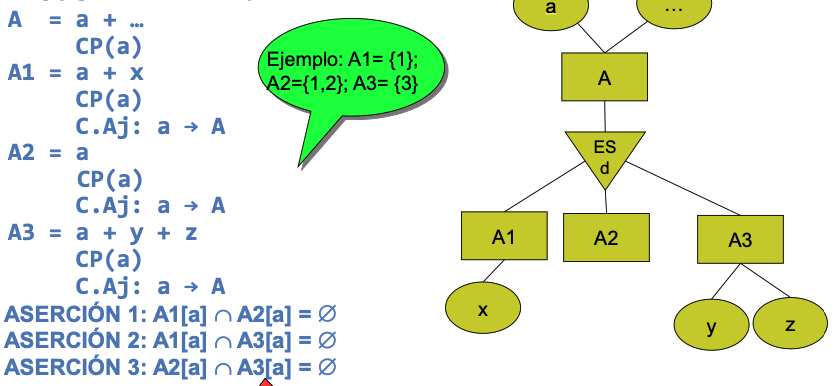 A = a + …
CP(a)
A1 = a + x
CP(a)
C.Aj: a → A
A2 = a
CP(a)
C.Aj: a → A
A3 = a + y + z
CP(a)
C.Aj: a → A
ASERCIÓN 1: A1[a] ∩ A2[a] = ∅
ASERCIÓN 2: A1[a] ∩ A3[a] = ∅
ASERCIÓN 3: A2[a] ∩ A3[a] = ∅
Ejemplo: A1= {1};
A2={1,2}; A3= {3}
a
…
A
ES
d
A1
A2
A3
x
y
z